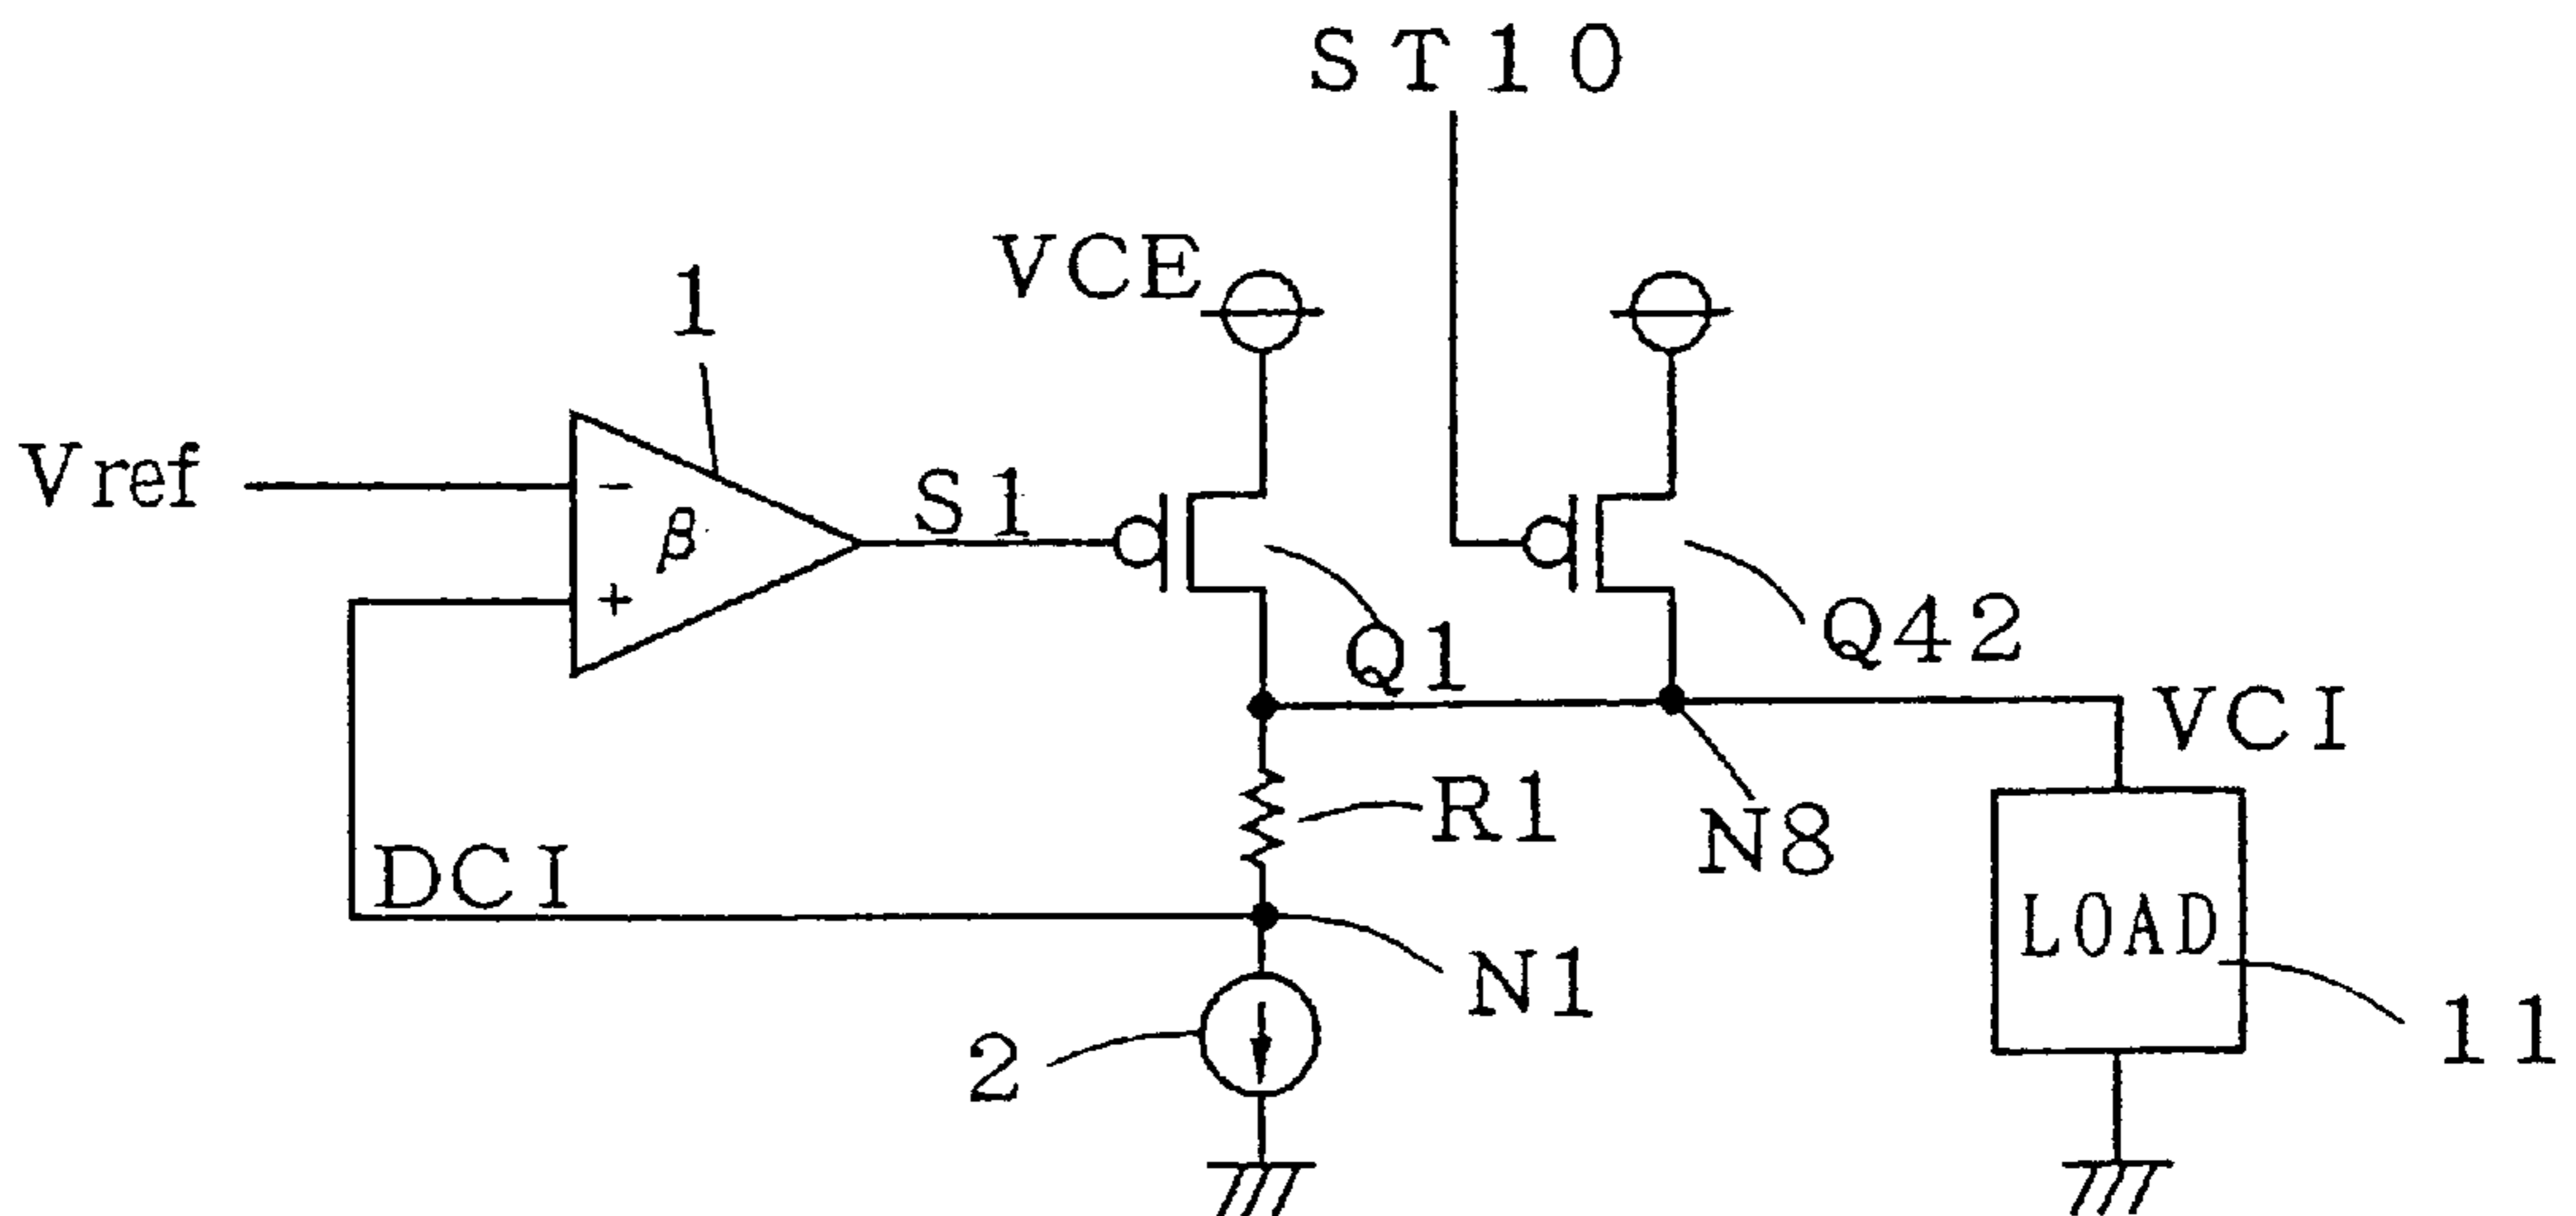 ST10
VCE
1
Vref
-
β
+
S1
Q1
Q42
VCI
R1
N8
DCI
LOAD
N1
2
11